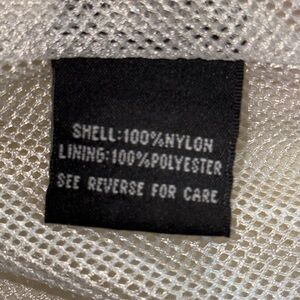 SHELL:100%NYLON
LINING:100%POLYESTER
SEE REVERSE FOR CARE